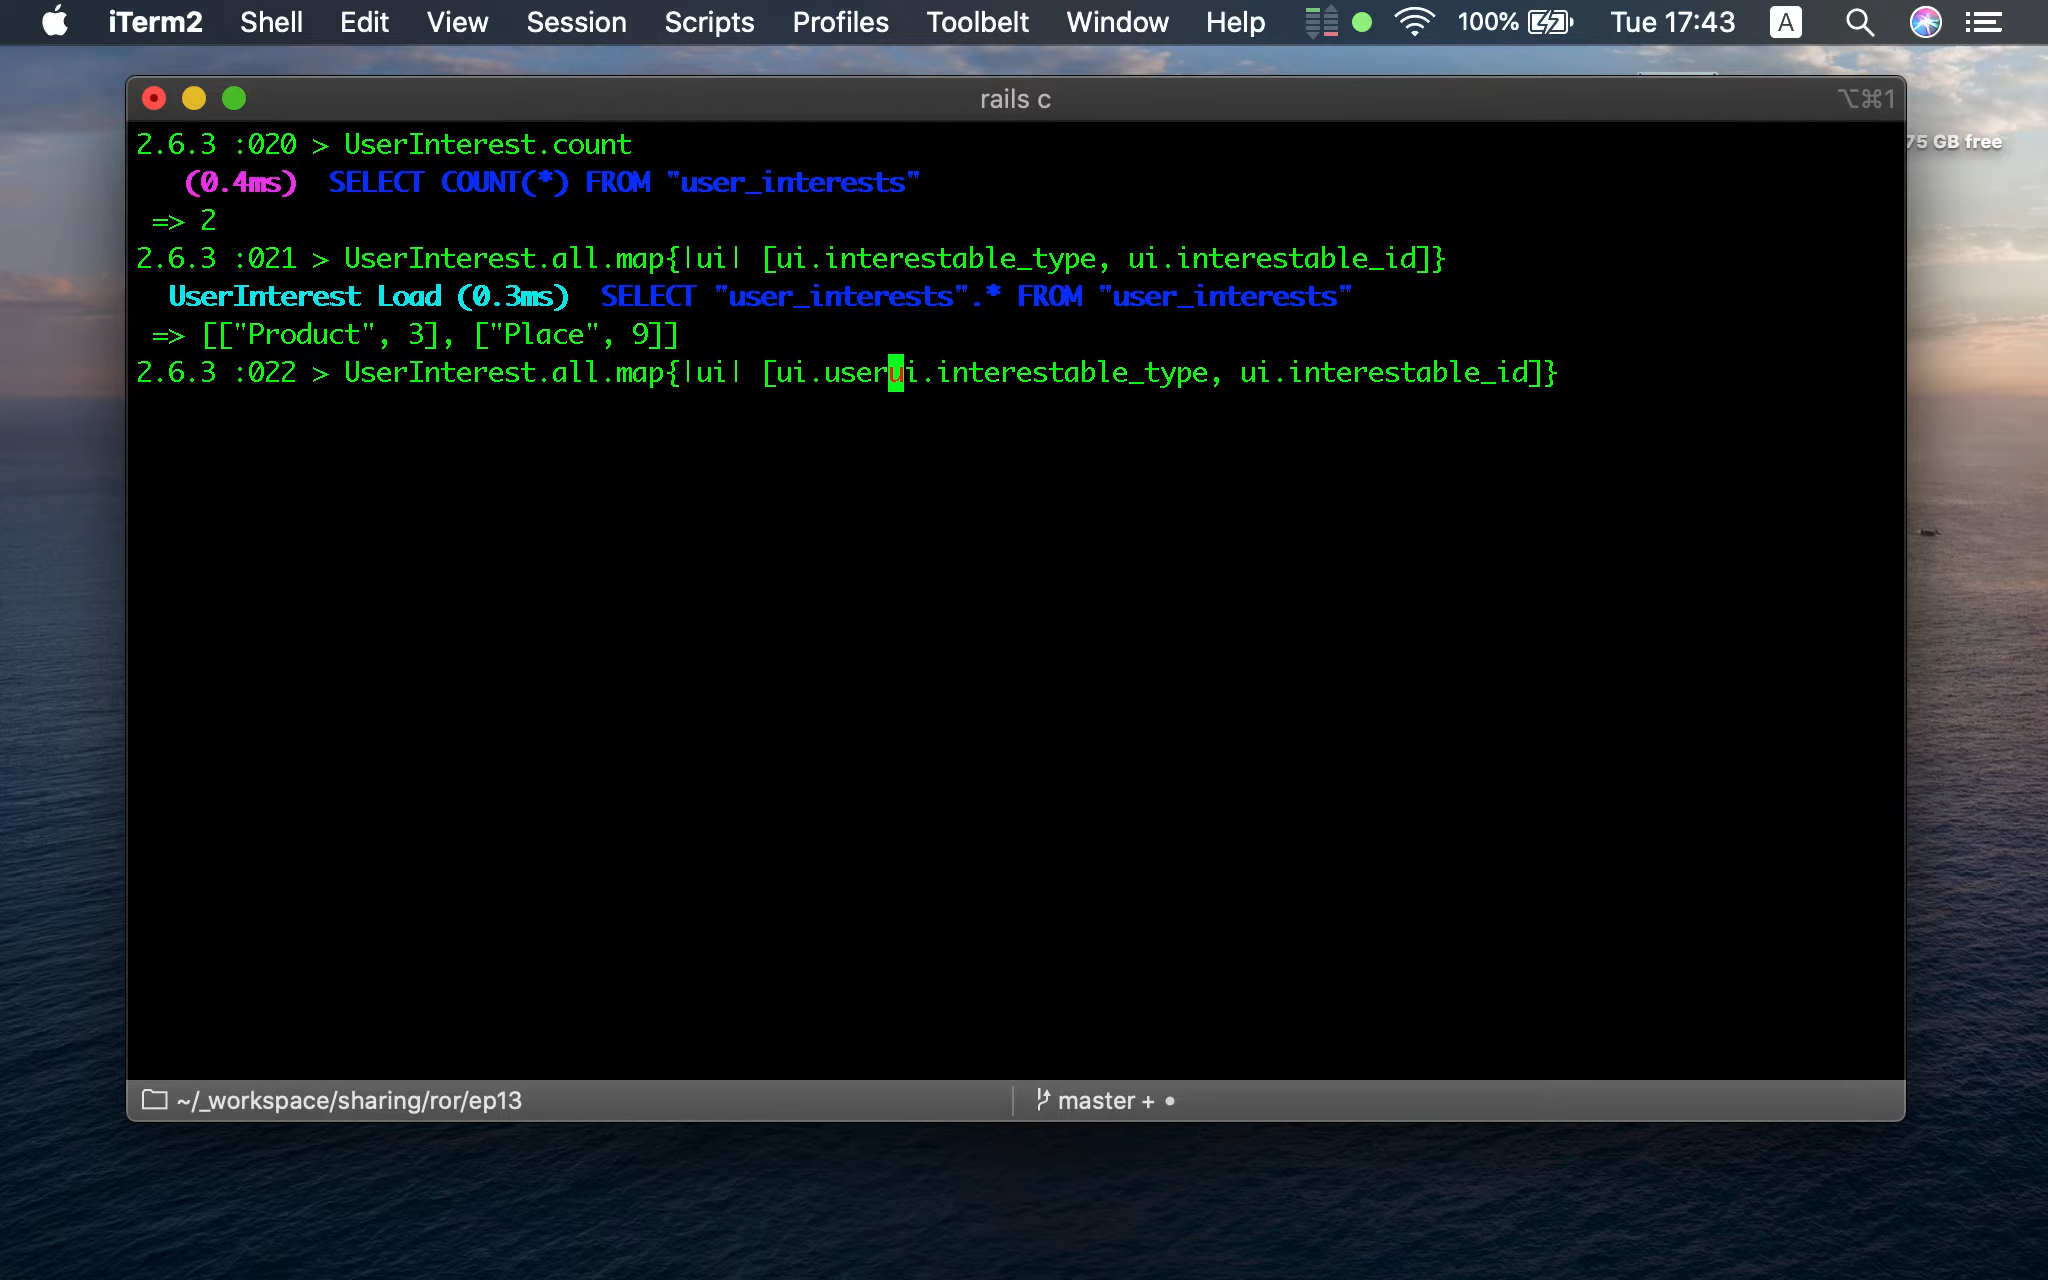 iTerm2 Shell Edit View Session Scripts Profiles Toolbelt Window Help 100% Tue 17:43 A
rails c ⌥⌘1
75 GB free
2.6.3 :020 > UserInterest.count
(0.4ms) SELECT COUNT(*) FROM "user_interests"
=> 2
2.6.3 :021 > UserInterest.all.map{|ui| [ui.interestable_type, ui.interestable_id]}
UserInterest Load (0.3ms) SELECT "user_interests".* FROM "user_interests"
=> [["Product", 3], ["Place", 9]]
2.6.3 :022 > UserInterest.all.map{|ui| [ui.userui.interestable_type, ui.interestable_id]}
~/_workspace/sharing/ror/ep13 master + •